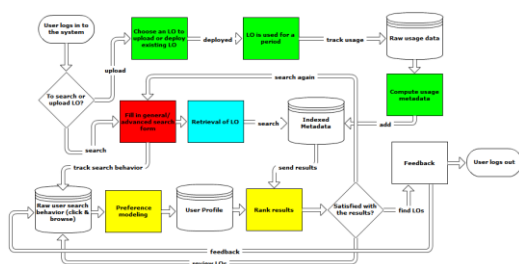 User logs in to
the system
Choose an LO to
upload or deploy
existing LO
deployed
LO is used for a
period
track usage
Raw usage data
upload
To search or
upload LO?
search again
Compute usage
metadata
search
Fill in general/
advanced search
form
Retrieval of LO
search
Indexed
Metadata
add
track search behavior
send results
Feedback
User logs out
Raw user search
behavior (click &
browse)
Preference
modeling
User Profile
Rank results
Satisfied with
the results?
find LOs
feedback
review LOs